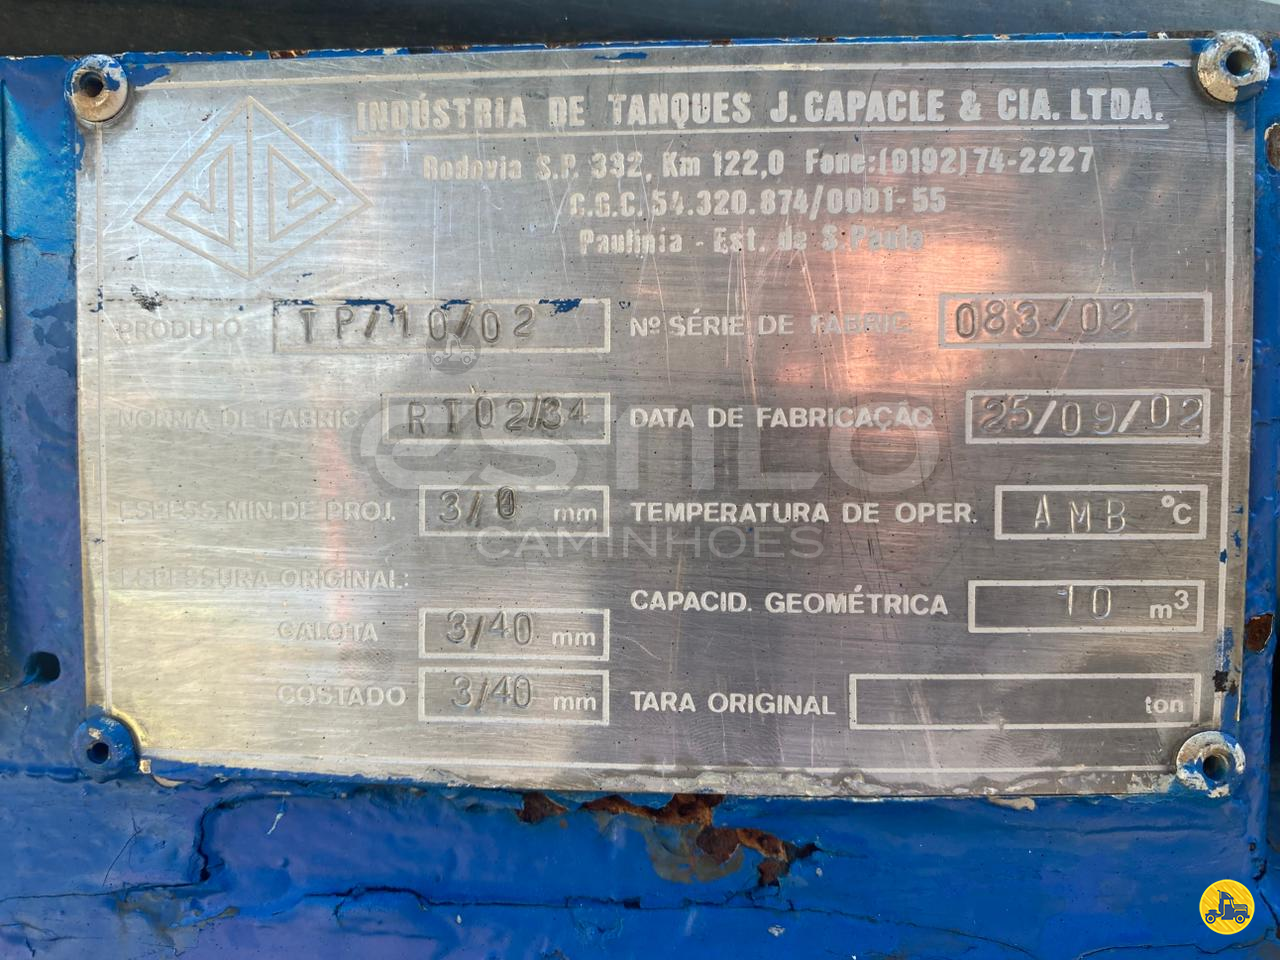 INDÚSTRIA DE TANQUES J. CAPACLE & CIA. LTDA.
Rodovia S.P. 332, Km 122,0 Fone:(0192)74-2227
C.G.C. 54.320.874/0001-55
Paulinia - Est. de S.Paulo
JC
PRODUTO TP/10/02 Nº SÉRIE DE FABRIC. 083/02
NORMA DE FABRIC. RT02/34 DATA DE FABRICAÇÃO 25/09/02
ESPESS.MIN.DE PROJ. 3/0 mm TEMPERATURA DE OPER. AMB °C
ESPESSURA ORIGINAL:
CALOTA 3/40 mm CAPACID. GEOMÉTRICA 10 m³
COSTADO 3/40 mm TARA ORIGINAL ton
ESTILO
CAMINHÕES